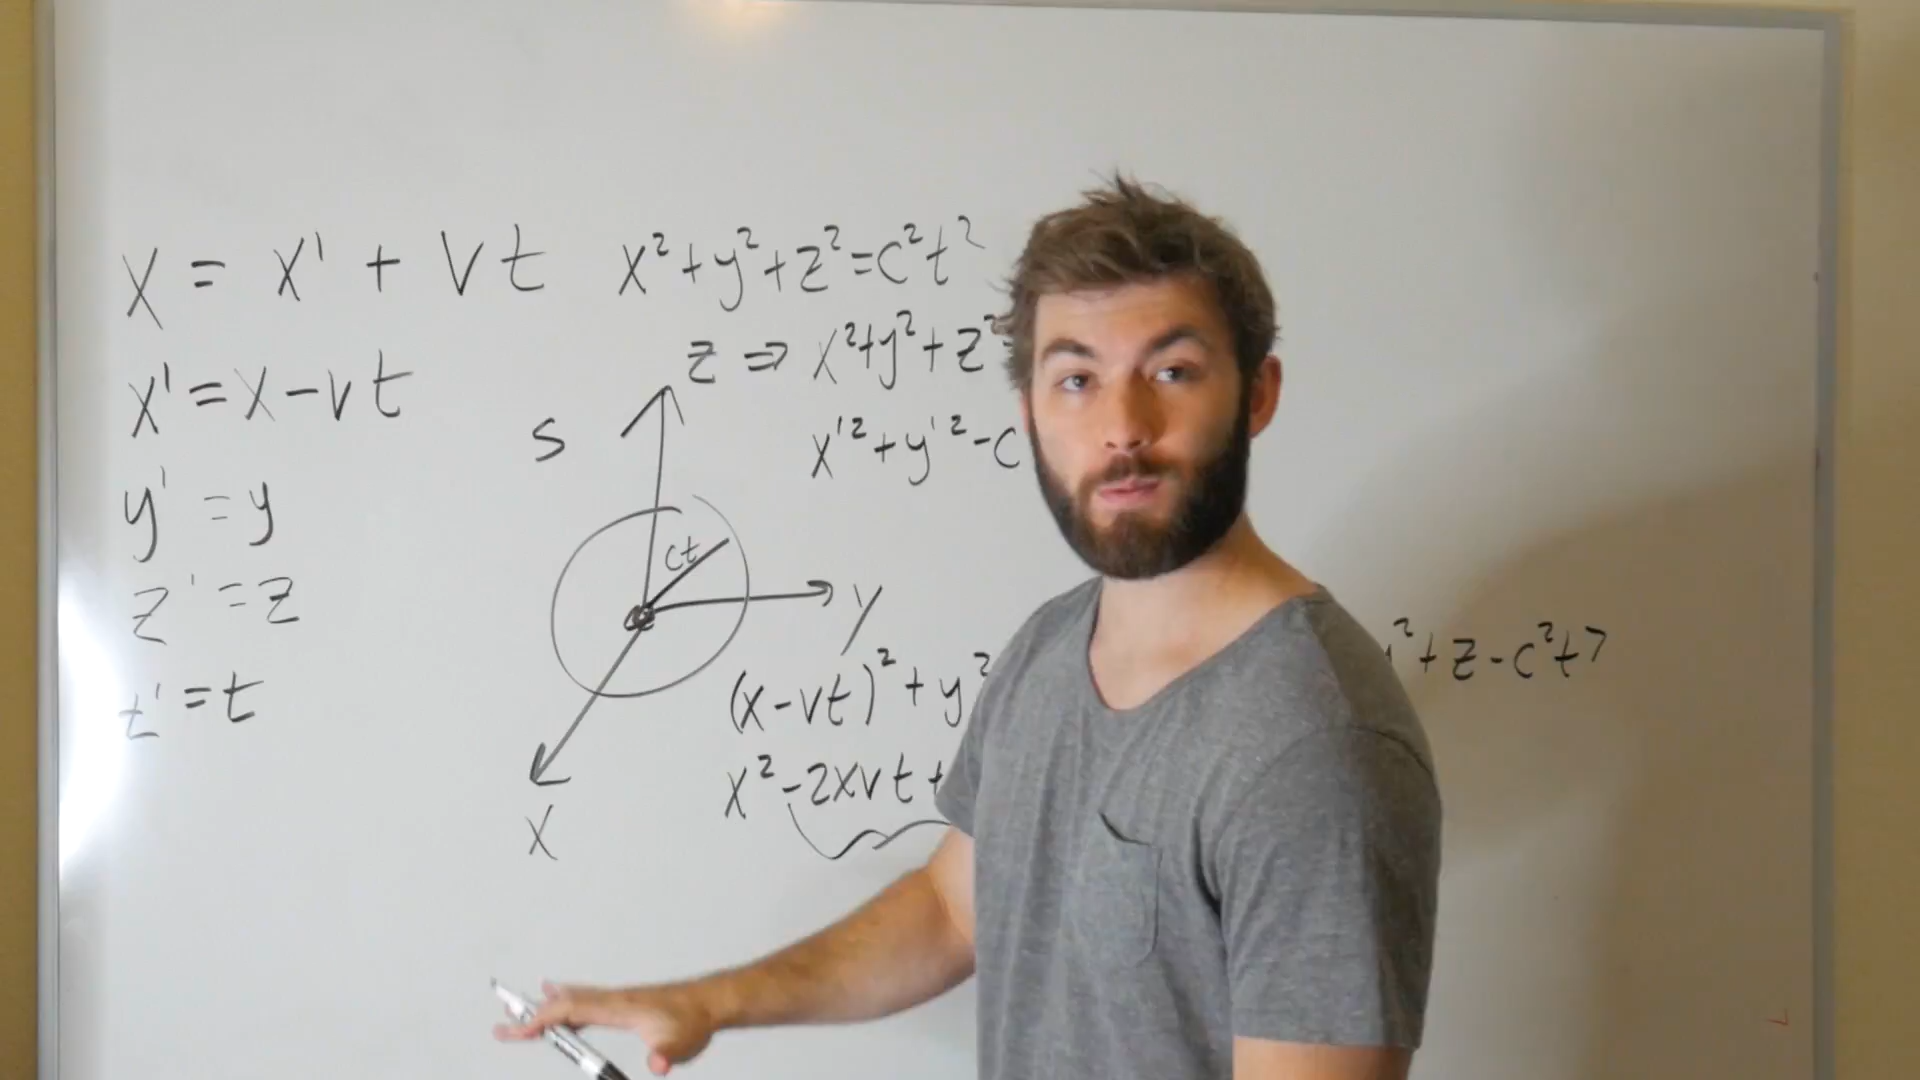 x = x' + vt
x' = x - vt
y' = y
z' = z
t' = t
x² + y² + z² = c²t²
z ⇒ x² + y² + z²
x'² + y'² - c
S
ct
y
x
(x - vt)² + y²
x² - 2xvt +
² + z - c²t²